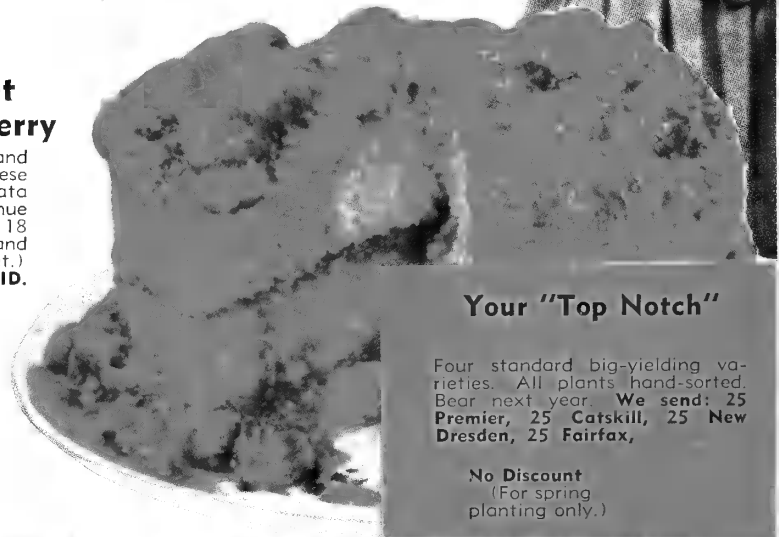 t
erry
and
ese
ata
nue
18
and
t.)
ID.
Your "Top Notch"
Four standard big-yielding va-
rieties. All plants hand-sorted.
Bear next year. We send: 25
Premier, 25 Catskill, 25 New
Dresden, 25 Fairfax,
No Discount
(For spring
planting only.)